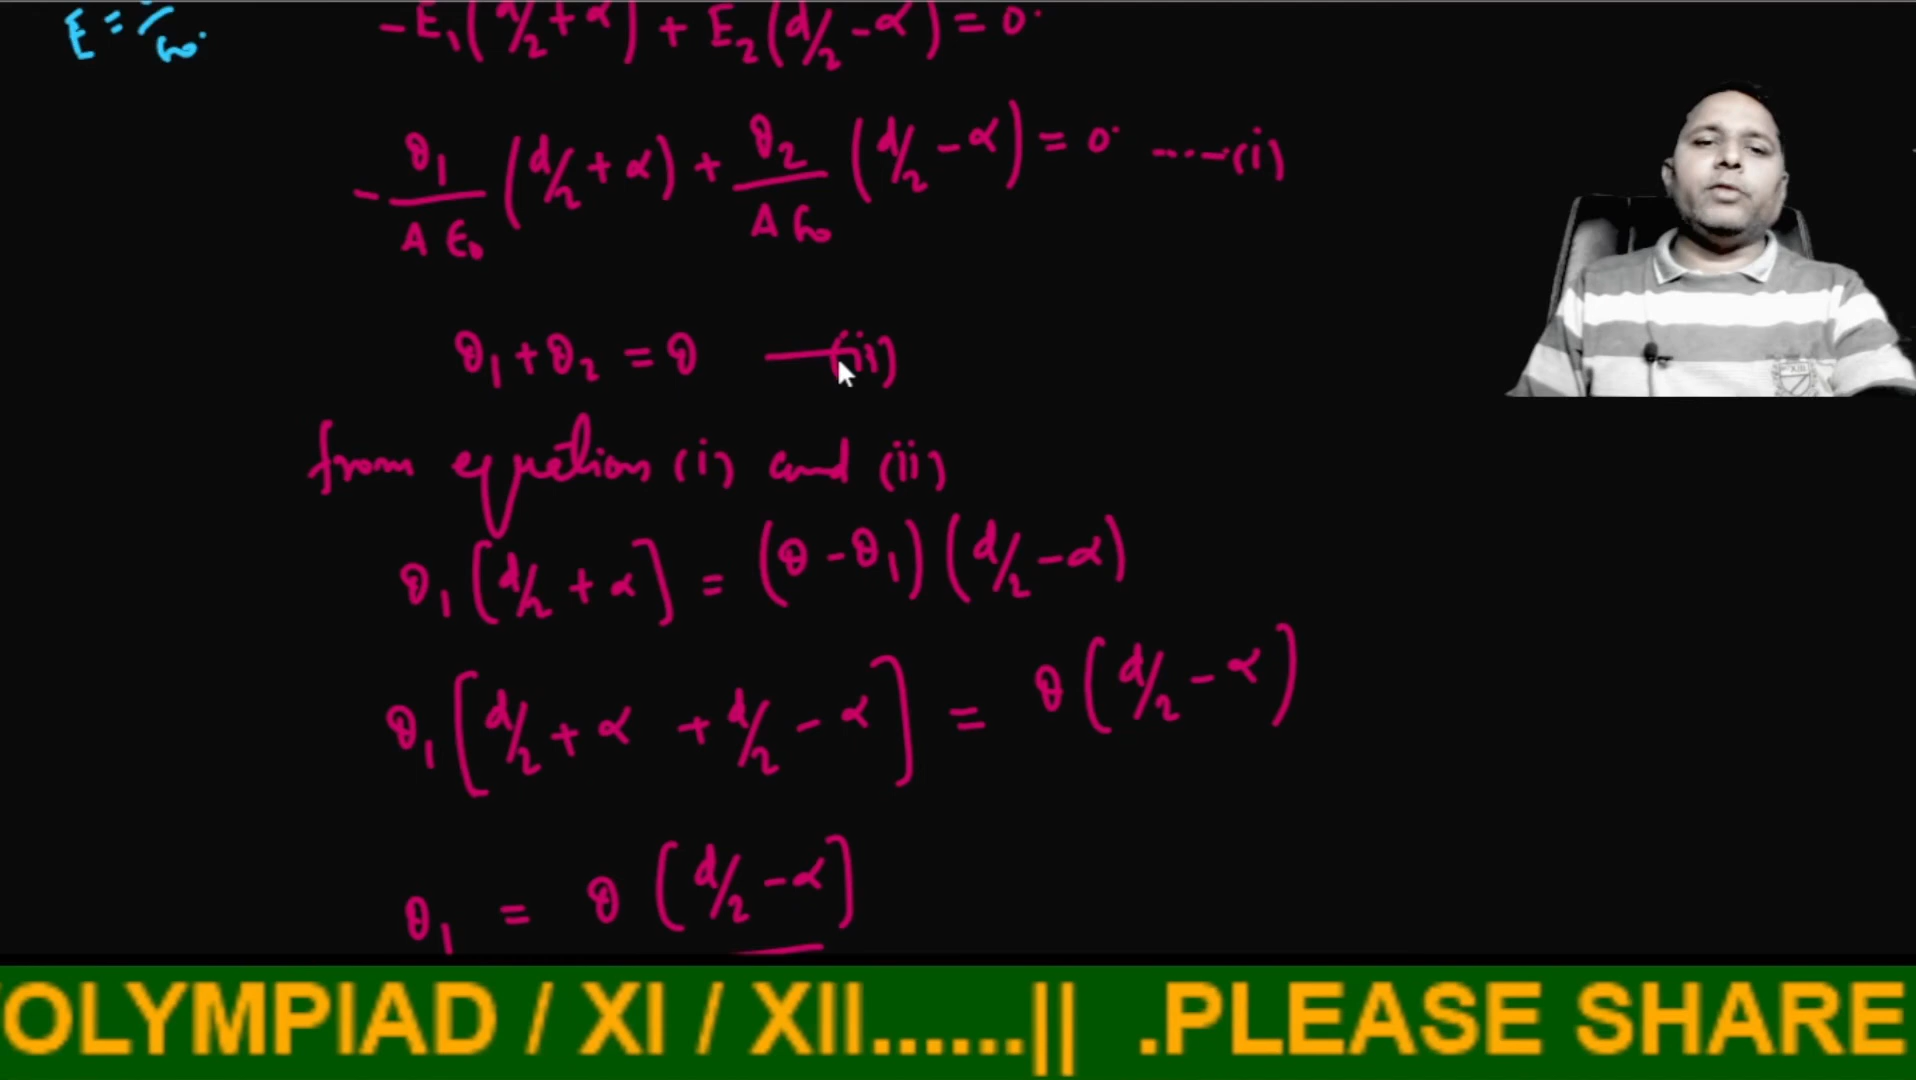 E = σ/ε₀.
-E₁(d/2 + x) + E₂(d/2 - x) = 0.
- Q₁/Aε₀ (d/2 + x) + Q₂/Aε₀ (d/2 - x) = 0. ----(i)
Q₁ + Q₂ = Q —(ii)
from equation (i) and (ii)
Q₁[d/2 + x] = (Q - Q₁)(d/2 - x)
Q₁[d/2 + x + d/2 - x] = Q(d/2 - x)
Q₁ = Q [d/2 - x]
/OLYMPIAD / XI / XII......|| .PLEASE SHARE